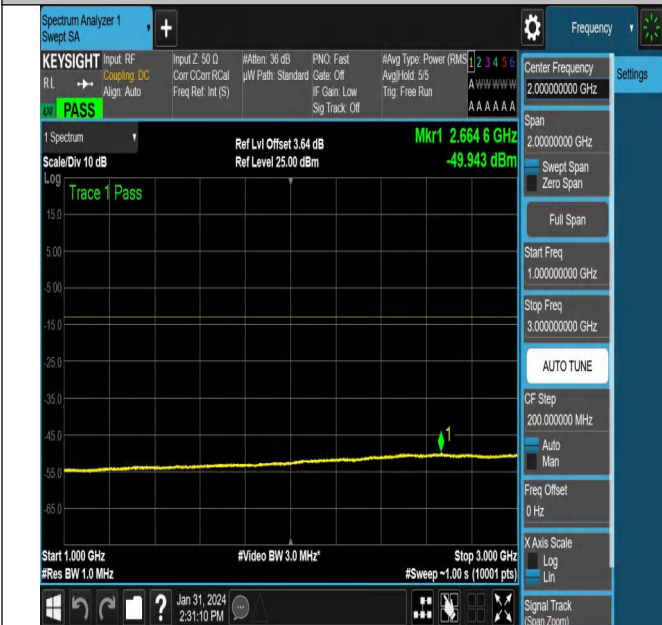 Spectrum Analyzer 1
Swept SA
+
Frequency
KEYSIGHT
RL
PASS
Input: RF
Coupling: DC
Align: Auto
Input Z: 50 Ω
Corr CCorr RCal
Freq Ref: Int (S)
#Atten: 36 dB
µW Path: Standard
PNO: Fast
Gate: Off
IF Gain: Low
Sig Track: Off
#Avg Type: Power (RMS
Avg|Hold: 5/5
Trig: Free Run
1 2 3 4 5 6
A W W W W W
A A A A A A
1 Spectrum
Scale/Div 10 dB
Log
Ref Lvl Offset 3.64 dB
Ref Level 25.00 dBm
Mkr1 2.664 6 GHz
-49.943 dBm
Trace 1 Pass
15.0
5.00
-5.00
-15.0
-25.0
-35.0
-45.0
-55.0
-65.0
1
Start 1.000 GHz
#Res BW 1.0 MHz
#Video BW 3.0 MHz*
Stop 3.000 GHz
#Sweep ~1.00 s (10001 pts)
?
Jan 31, 2024
2:31:10 PM
Center Frequency
2.00000000 GHz
Settings
Span
2.00000000 GHz
Swept Span
Zero Span
Full Span
Start Freq
1.000000000 GHz
Stop Freq
3.000000000 GHz
AUTO TUNE
CF Step
200.000000 MHz
Auto
Man
Freq Offset
0 Hz
X Axis Scale
Log
Lin
Signal Track
(Span Zoom)